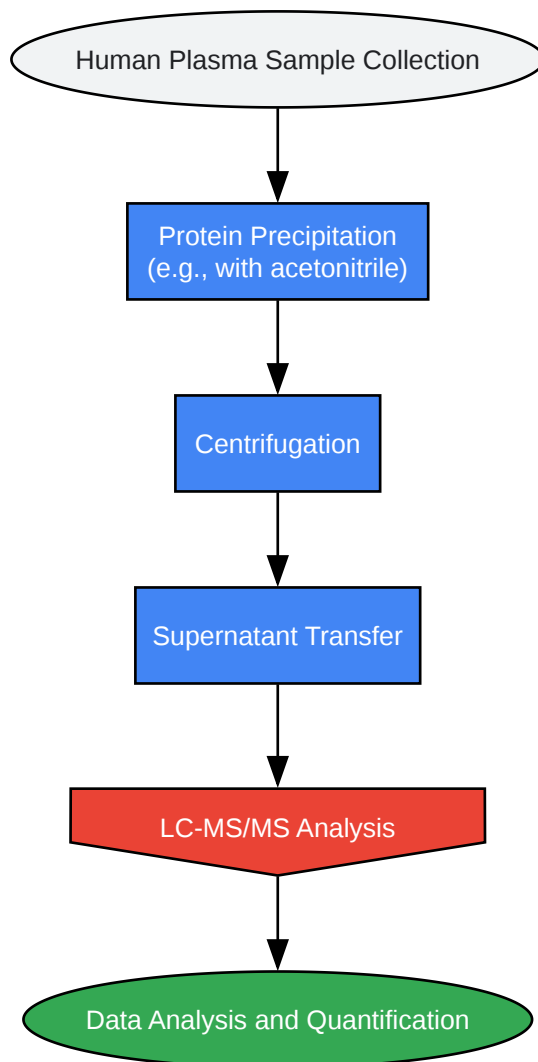 Human Plasma Sample Collection
Protein Precipitation
(e.g., with acetonitrile)
Centrifugation
Supernatant Transfer
LC-MS/MS Analysis
Data Analysis and Quantification